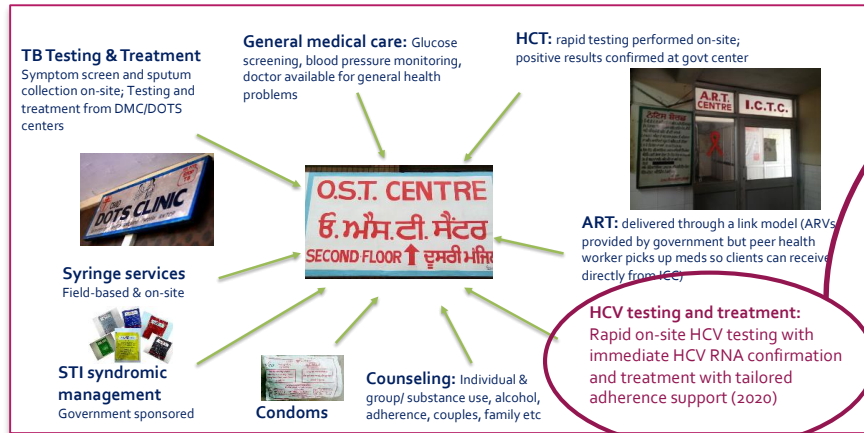 TB Testing & Treatment
Symptom screen and sputum
collection on-site; Testing and
treatment from DMC/DOTS
centers
General medical care: Glucose
screening, blood pressure monitoring,
doctor available for general health
problems
HCT: rapid testing performed on-site;
positive results confirmed at govt center
A.R.T.
CENTRE
I.C.T.C.
DOTS CLINIC
O.S.T. CENTRE
ਓ.ਐਸ.ਟੀ. ਸੈਂਟਰ
SECOND FLOOR ↑ ਦੂਸਰੀ ਮੰਜਿ
ART: delivered through a link model (ARVs
provided by government but peer health
worker picks up meds so clients can receive
directly from ICC)
Syringe services
Field-based & on-site
STI syndromic
management
Government sponsored
Condoms
Counseling: Individual &
group/ substance use, alcohol,
adherence, couples, family etc
HCV testing and treatment:
Rapid on-site HCV testing with
immediate HCV RNA confirmation
and treatment with tailored
adherence support (2020)